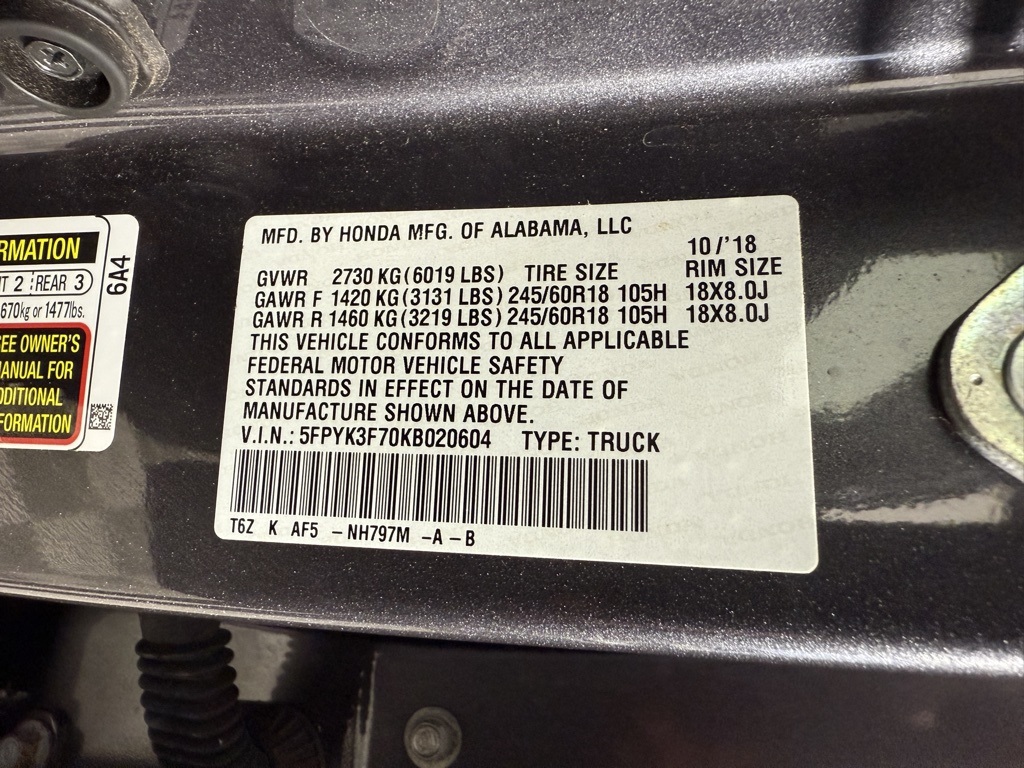 RMATION
T 2 REAR 3
670kg or 1477lbs.
EE OWNER'S
ANUAL FOR
DDITIONAL
FORMATION
6A4
MFD. BY HONDA MFG. OF ALABAMA, LLC
10/'18
GVWR 2730 KG(6019 LBS) TIRE SIZE RIM SIZE
GAWR F 1420 KG(3131 LBS) 245/60R18 105H 18X8.0J
GAWR R 1460 KG(3219 LBS) 245/60R18 105H 18X8.0J
THIS VEHICLE CONFORMS TO ALL APPLICABLE
FEDERAL MOTOR VEHICLE SAFETY
STANDARDS IN EFFECT ON THE DATE OF
MANUFACTURE SHOWN ABOVE.
V.I.N.: 5FPYK3F70KB020604 TYPE: TRUCK
T6Z K AF5 -NH797M -A-B